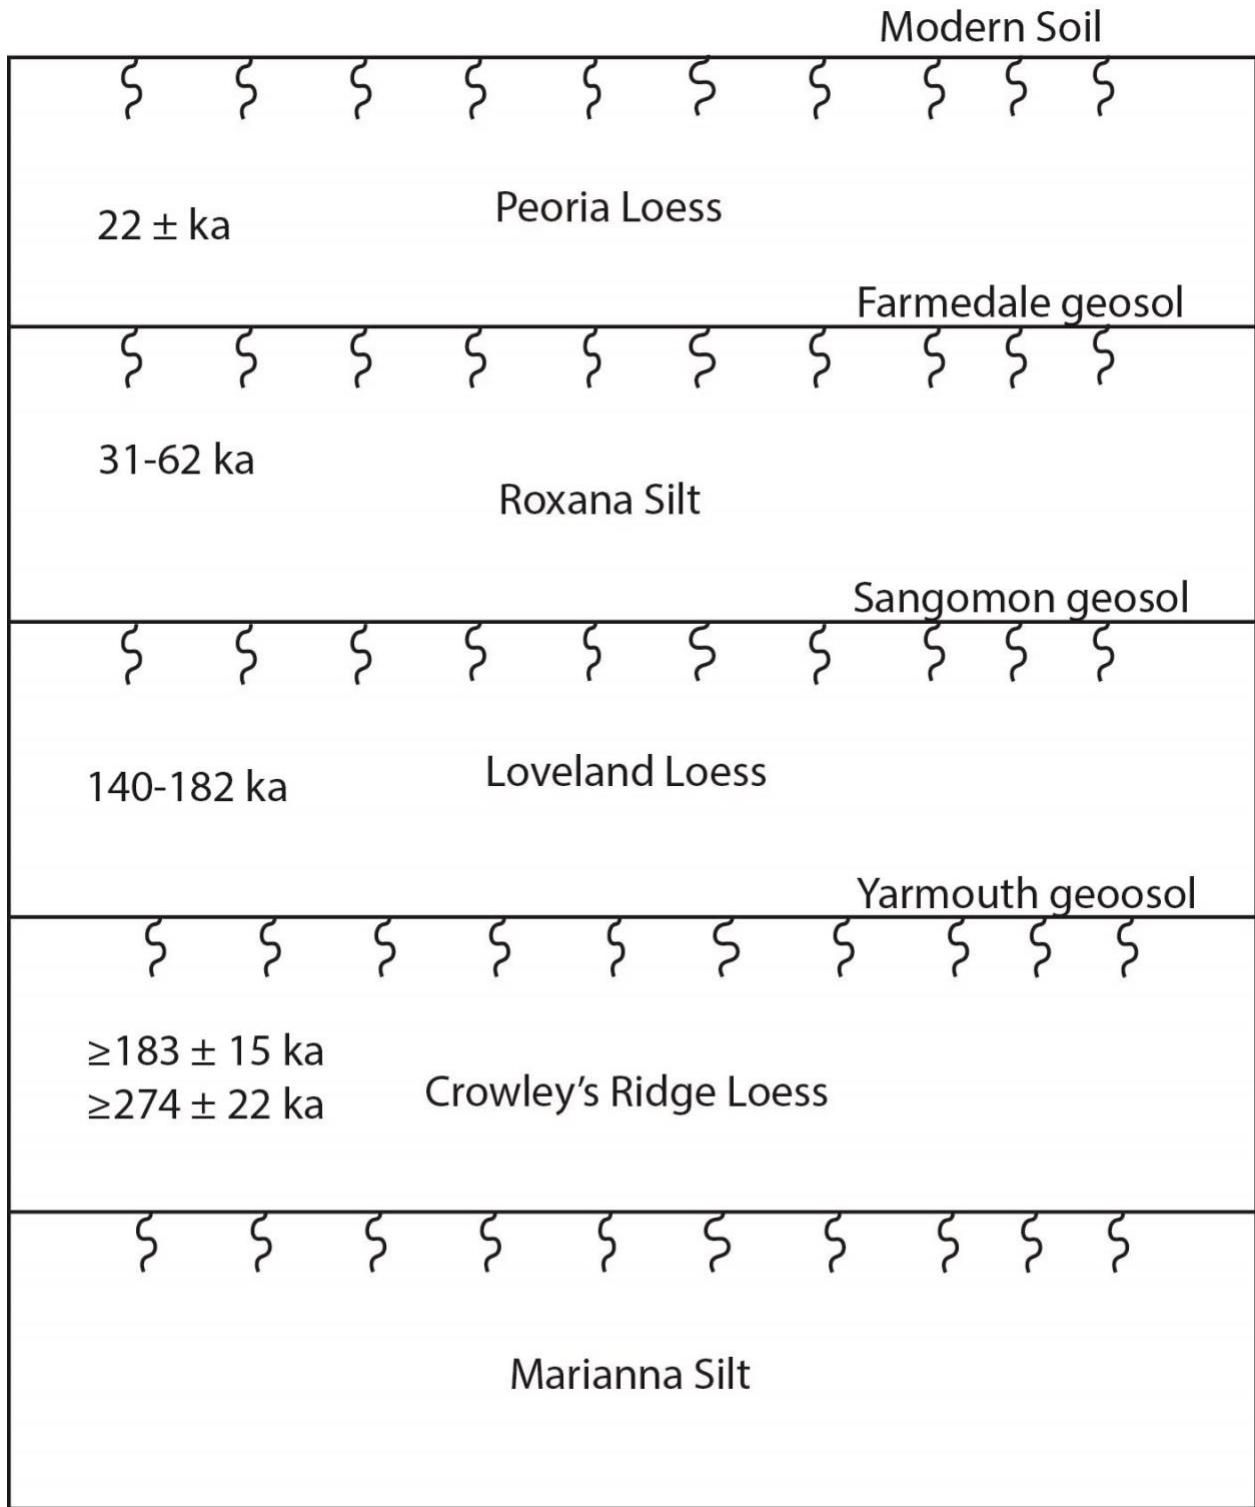 Modern Soil
Peoria Loess
22 ± ka
Farmedale geosol
31-62 ka
Roxana Silt
Sangomon geosol
Loveland Loess
140-182 ka
Yarmouth geoosol
≥183 ± 15 ka
≥274 ± 22 ka
Crowley’s Ridge Loess
Marianna Silt